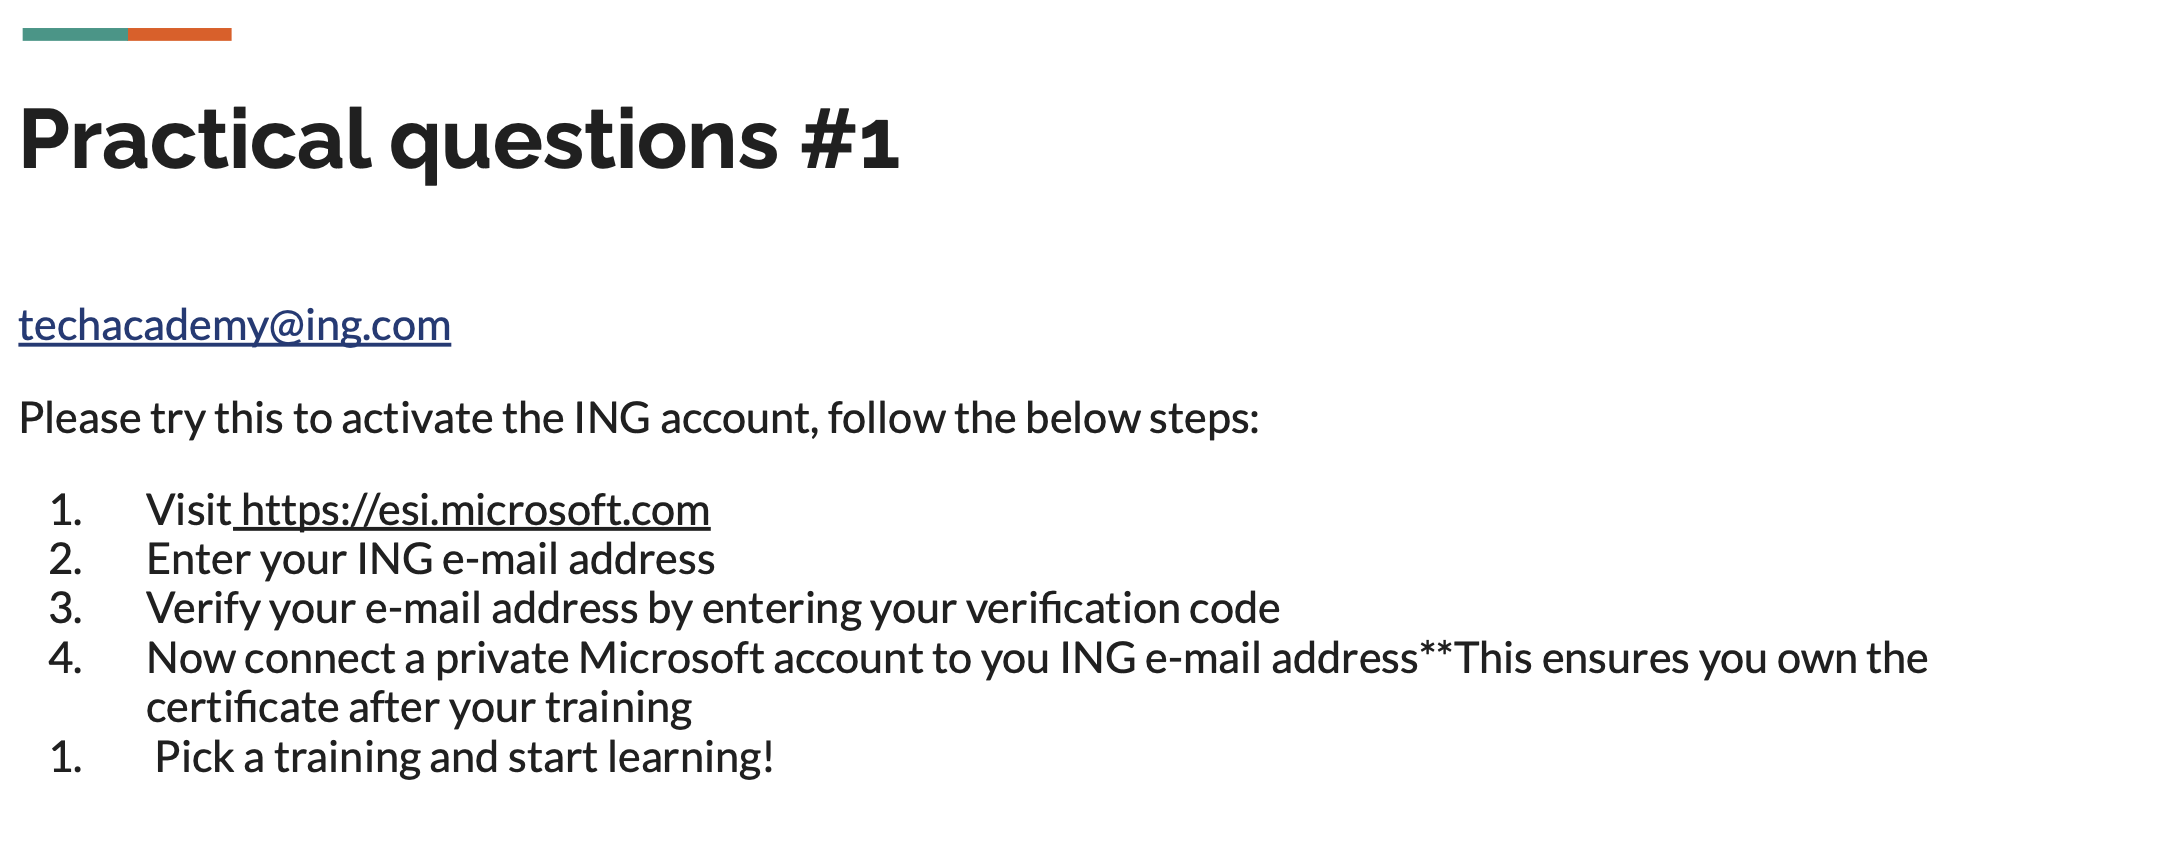 Practical questions #1
techacademy@ing.com
Please try this to activate the ING account, follow the below steps:
1. Visit https://esi.microsoft.com
2. Enter your ING e-mail address
3. Verify your e-mail address by entering your verification code
4. Now connect a private Microsoft account to you ING e-mail address**This ensures you own the
certificate after your training
1. Pick a training and start learning!